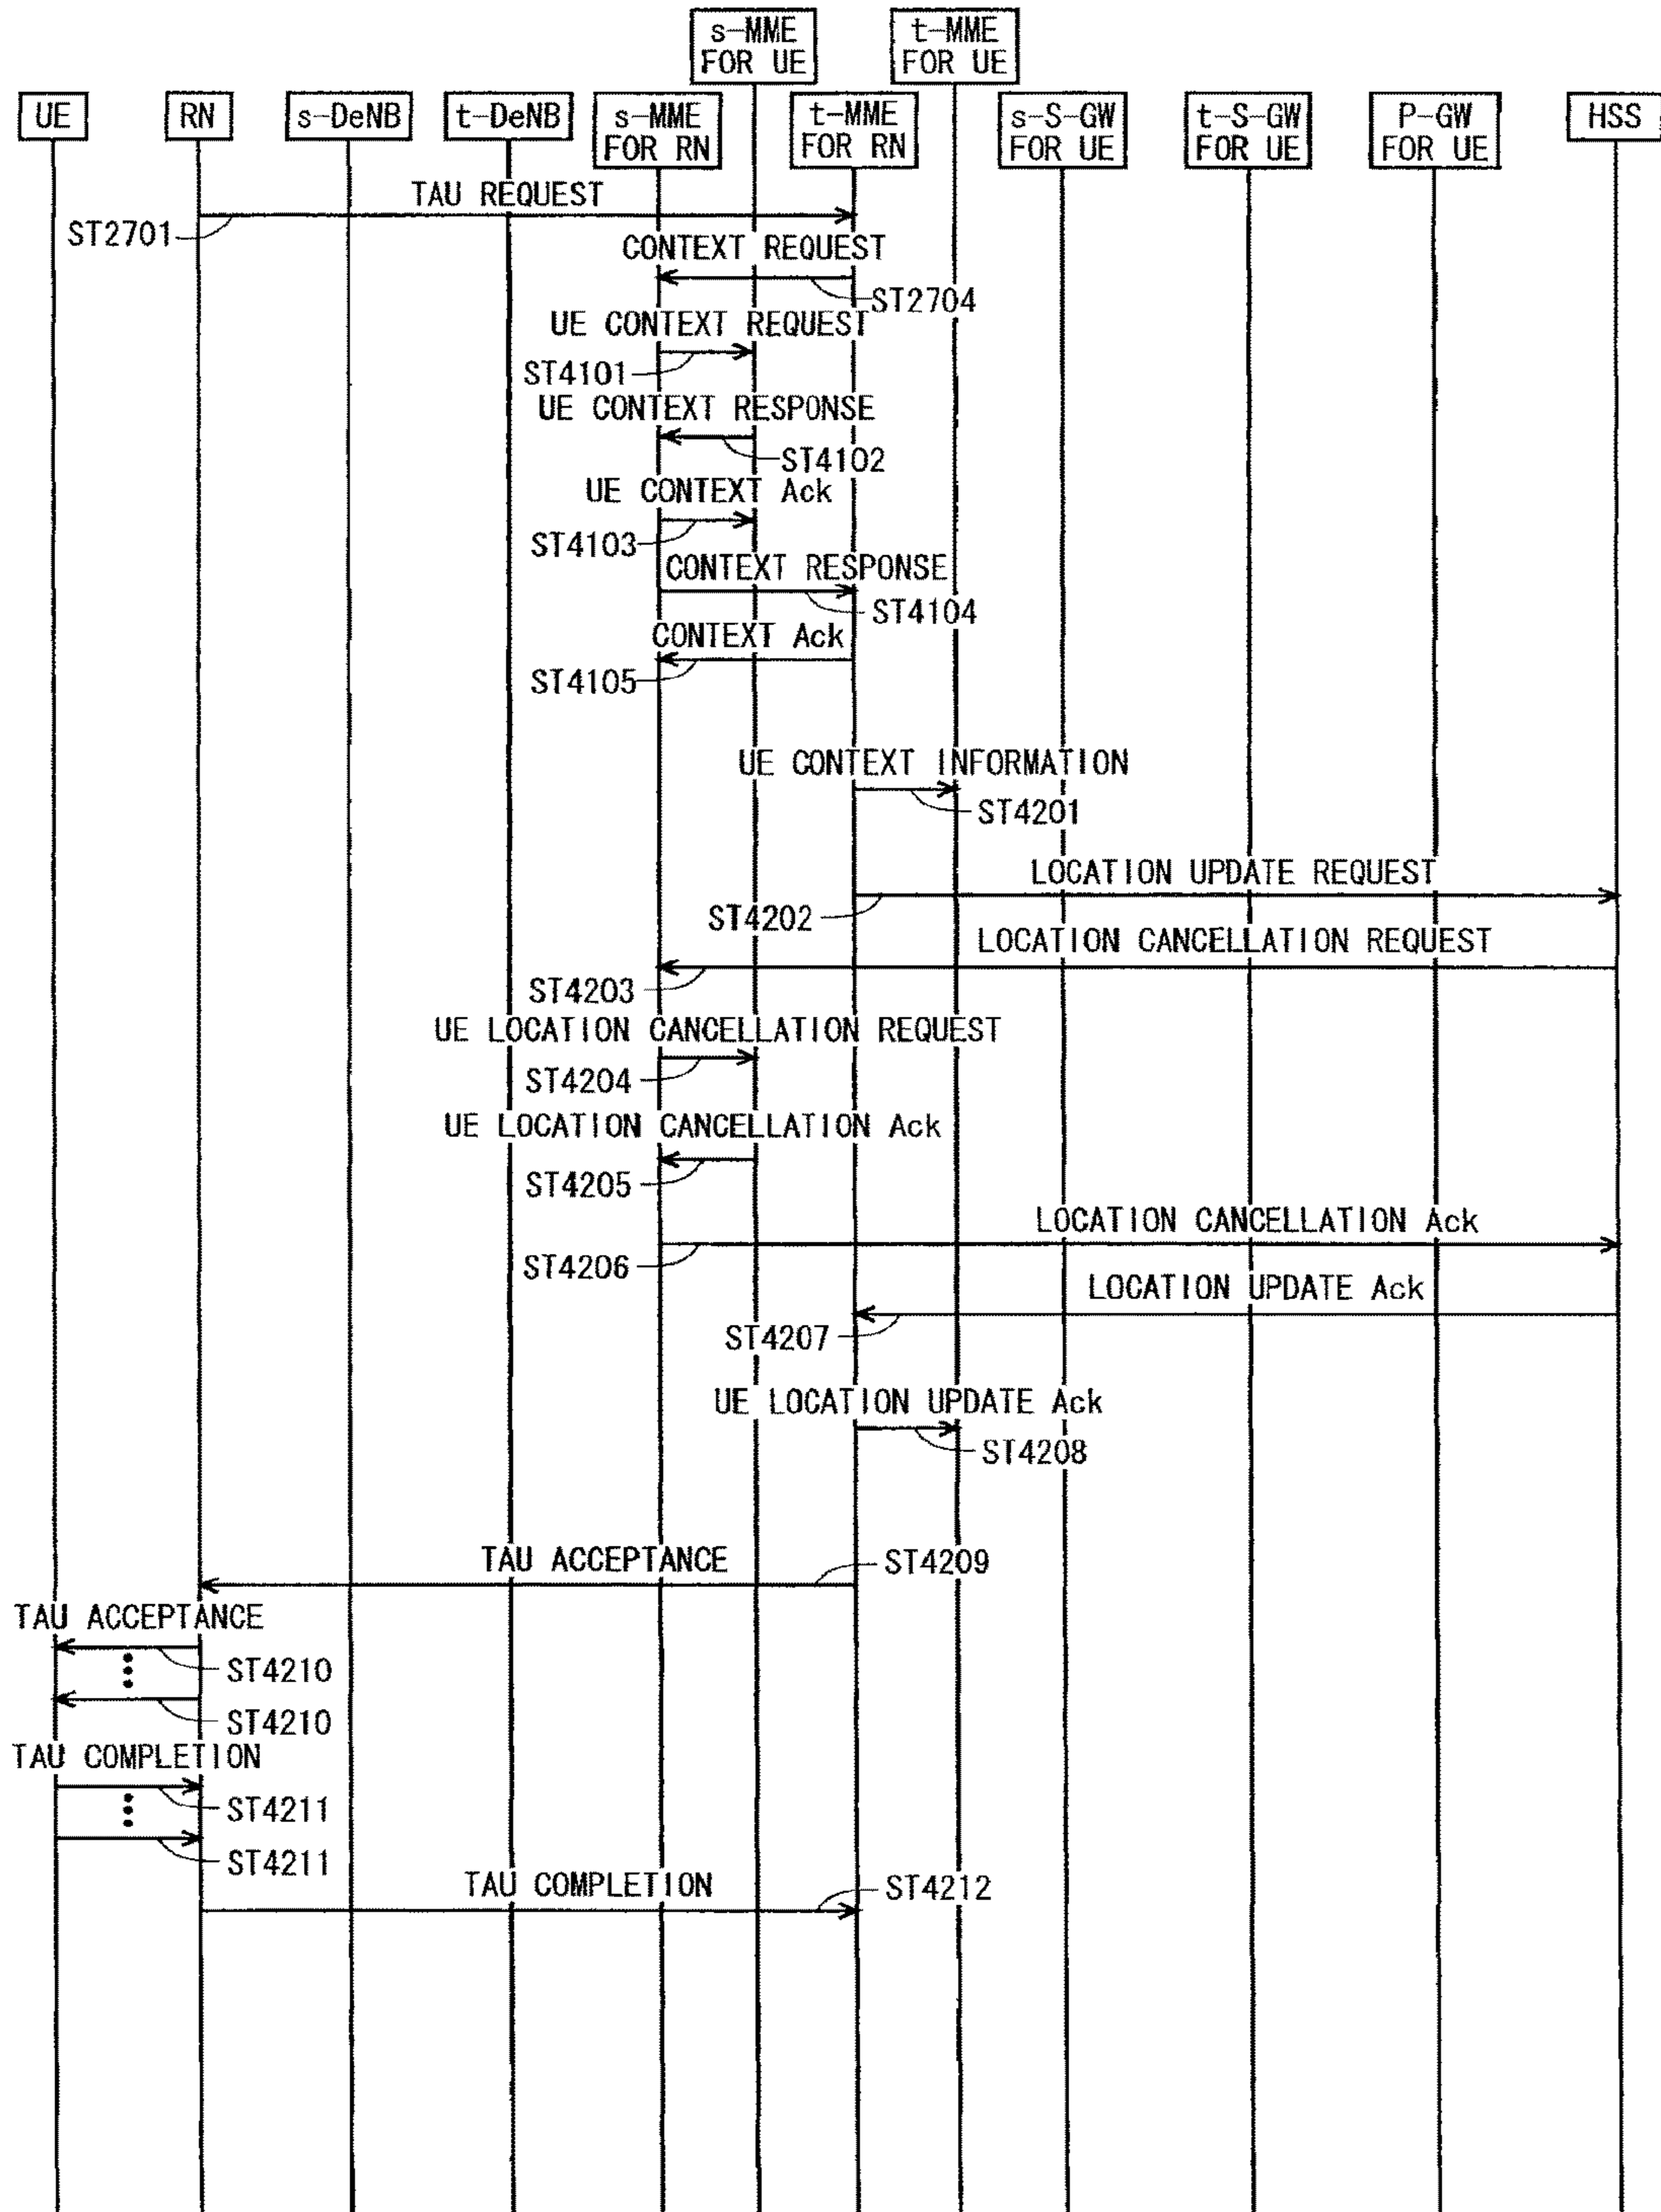 s-MME
FOR UE
t-MME
FOR UE
UE
RN
s-DeNB
t-DeNB
s-MME
FOR RN
t-MME
FOR RN
s-S-GW
FOR UE
t-S-GW
FOR UE
P-GW
FOR UE
HSS
TAU REQUEST
ST2701
CONTEXT REQUEST
ST2704
UE CONTEXT REQUEST
ST4101
UE CONTEXT RESPONSE
ST4102
UE CONTEXT Ack
ST4103
CONTEXT RESPONSE
ST4104
CONTEXT Ack
ST4105
UE CONTEXT INFORMATION
ST4201
LOCATION UPDATE REQUEST
ST4202
LOCATION CANCELLATION REQUEST
ST4203
UE LOCATION CANCELLATION REQUEST
ST4204
UE LOCATION CANCELLATION Ack
ST4205
LOCATION CANCELLATION Ack
ST4206
LOCATION UPDATE Ack
ST4207
UE LOCATION UPDATE Ack
ST4208
TAU ACCEPTANCE
ST4209
TAU ACCEPTANCE
ST4210
ST4210
TAU COMPLETION
ST4211
ST4211
TAU COMPLETION
ST4212